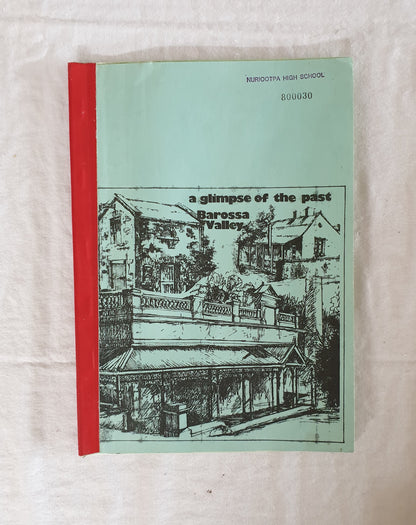 NURIOOTPA HIGH SCHOOL
800030
a glimpse of the past
Barossa
Valley